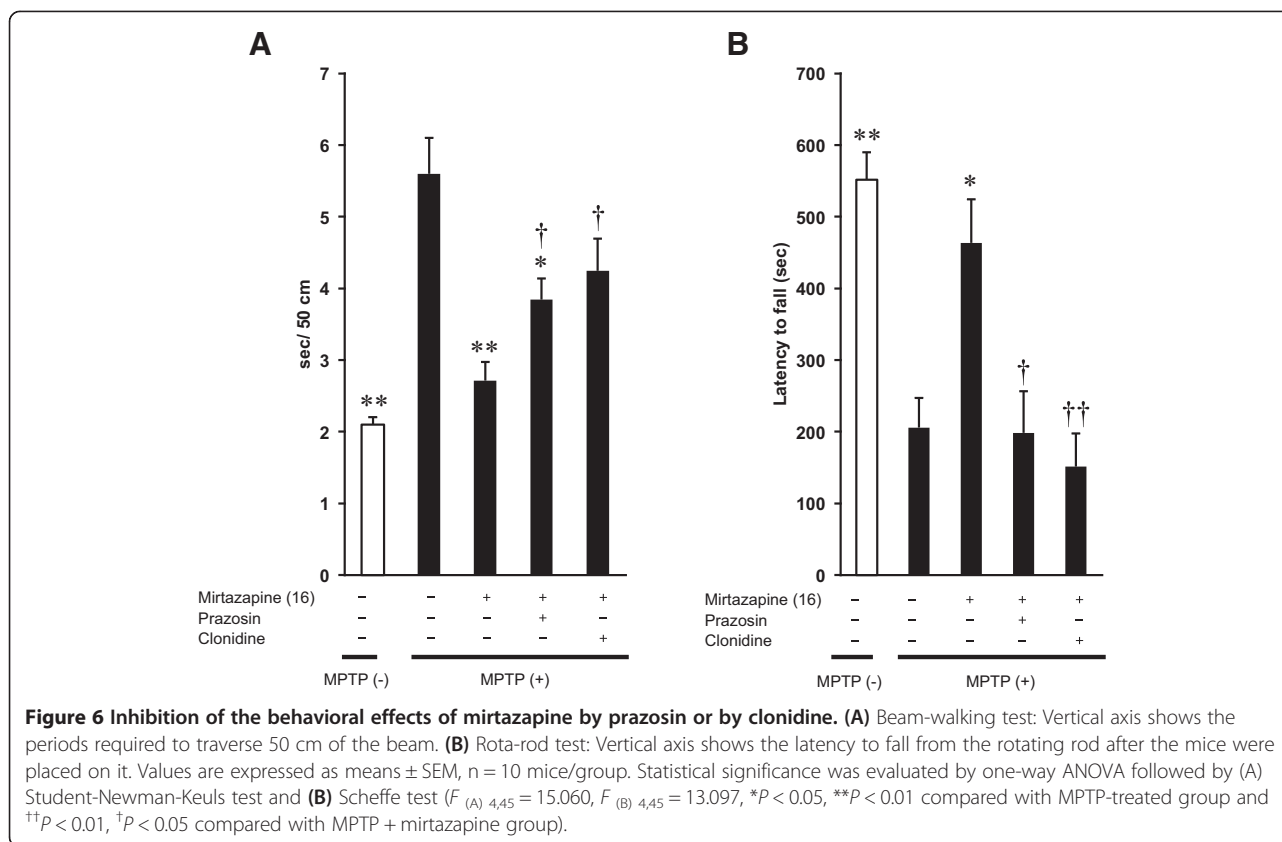 A
7
6
5
4
3
2
1
0
sec/ 50 cm
**
**
†
*
†
Mirtazapine (16) – – + + +
Prazosin – – – + –
Clonidine – – – – +
MPTP (-) MPTP (+)
B
700
600
500
400
300
200
100
0
Latency to fall (sec)
**
*
†
††
Mirtazapine (16) – – + + +
Prazosin – – – + –
Clonidine – – – – +
MPTP (-) MPTP (+)
Figure 6 Inhibition of the behavioral effects of mirtazapine by prazosin or by clonidine. (A) Beam-walking test: Vertical axis shows the
periods required to traverse 50 cm of the beam. (B) Rota-rod test: Vertical axis shows the latency to fall from the rotating rod after the mice were
placed on it. Values are expressed as means ± SEM, n = 10 mice/group. Statistical significance was evaluated by one-way ANOVA followed by (A)
Student-Newman-Keuls test and (B) Scheffe test (F (A) 4,45 = 15.060, F (B) 4,45 = 13.097, *P < 0.05, **P < 0.01 compared with MPTP-treated group and
††P < 0.01, †P < 0.05 compared with MPTP + mirtazapine group).